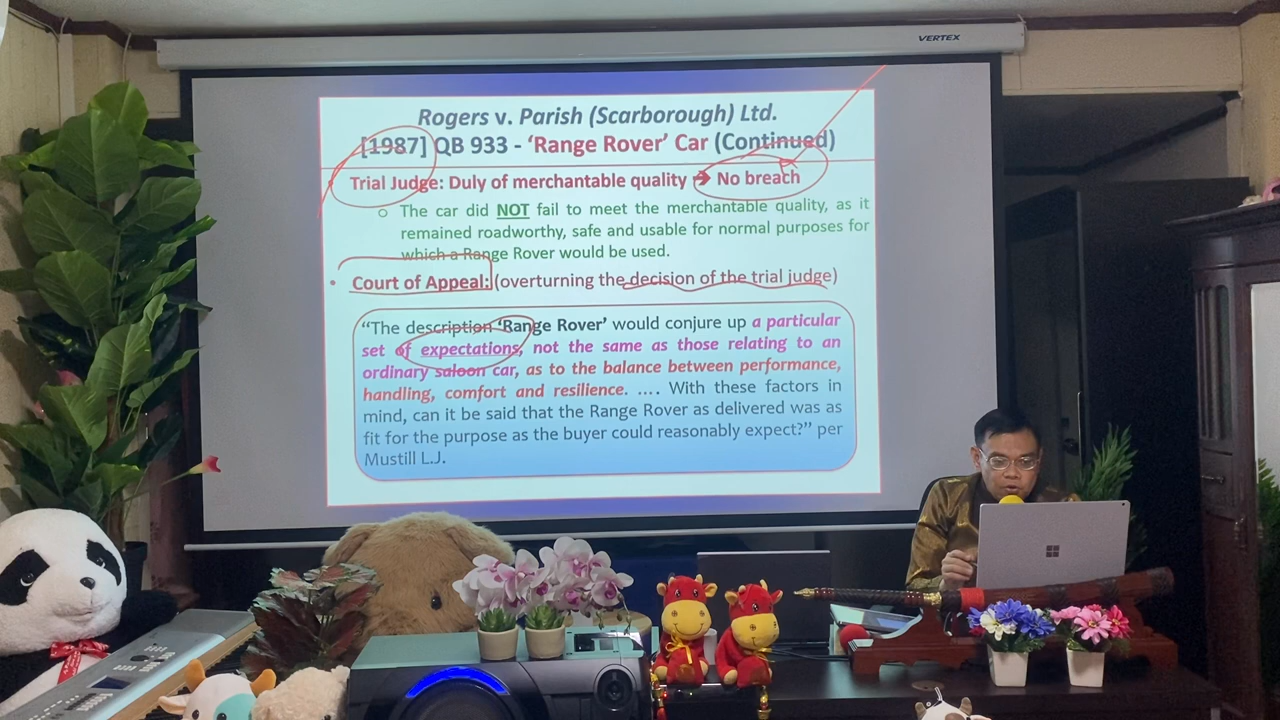 VERTEX
Rogers v. Parish (Scarborough) Ltd.
[1987] QB 933 - ‘Range Rover’ Car (Continued)
Trial Judge: Duly of merchantable quality ➔ No breach
o The car did NOT fail to meet the merchantable quality, as it
remained roadworthy, safe and usable for normal purposes for
which a Range Rover would be used.
• Court of Appeal: (overturning the decision of the trial judge)
“The description ‘Range Rover’ would conjure up a particular
set of expectations, not the same as those relating to an
ordinary saloon car, as to the balance between performance,
handling, comfort and resilience. …. With these factors in
mind, can it be said that the Range Rover as delivered was as
fit for the purpose as the buyer could reasonably expect?” per
Mustill L.J.